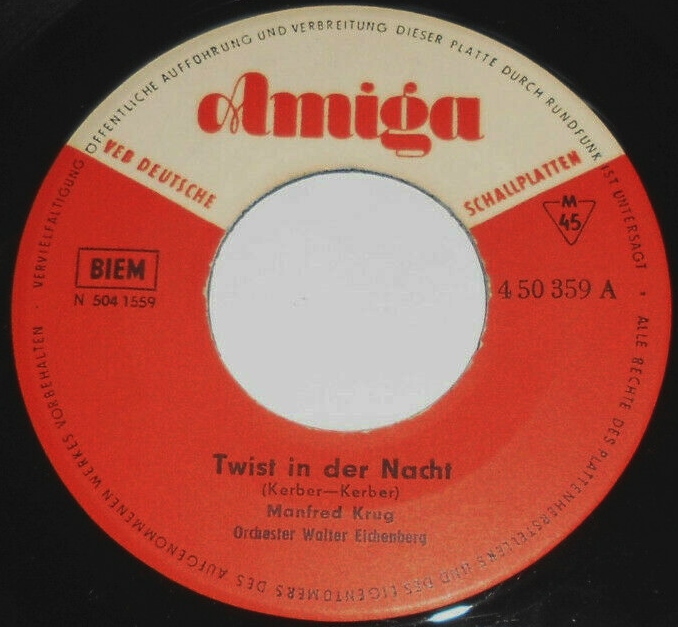 ALLE RECHTE DES PLATTENHERSTELLERS UND DES EIGENTÜMERS DES AUFGENOMMENEN WERKES VORBEHALTEN · VERVIELFÄLTIGUNG ÖFFENTLICHE AUFFÜHRUNG UND VERBREITUNG DIESER PLATTE DURCH RUNDFUNK IST UNTERSAGT ·
Amiga
VEB DEUTSCHE SCHALLPLATTEN
M
45
BIEM
N 504 1559
4 50 359 A
Twist in der Nacht
(Kerber—Kerber)
Manfred Krug
Orchester Walter Eichenberg